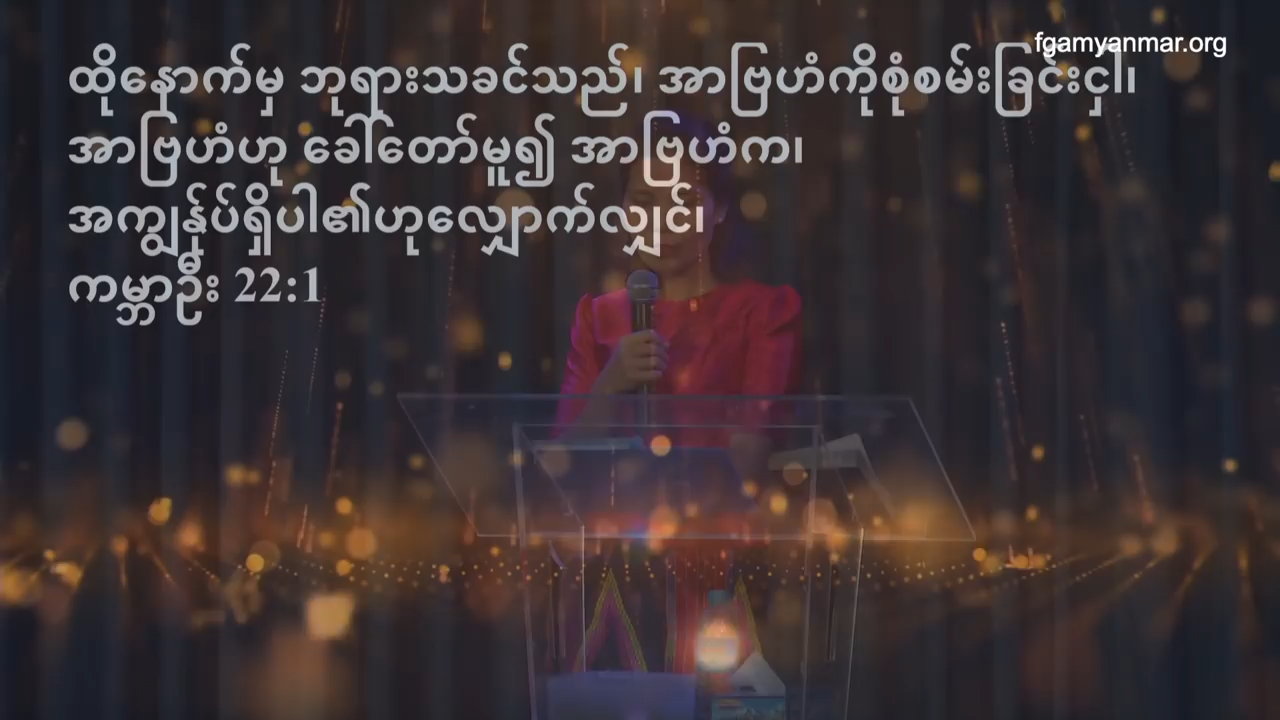 fgamyanmar.org
ထိုနောက်မှ ဘုရားသခင်သည်၊ အာဗြဟံကိုစုံစမ်းခြင်းငှါ၊
အာဗြဟံဟု ခေါ်တော်မူ၍ အာဗြဟံက၊
အကျွန်ုပ်ရှိပါ၏ဟုလျှောက်လျှင်၊
ကမ္ဘာဦး 22:1